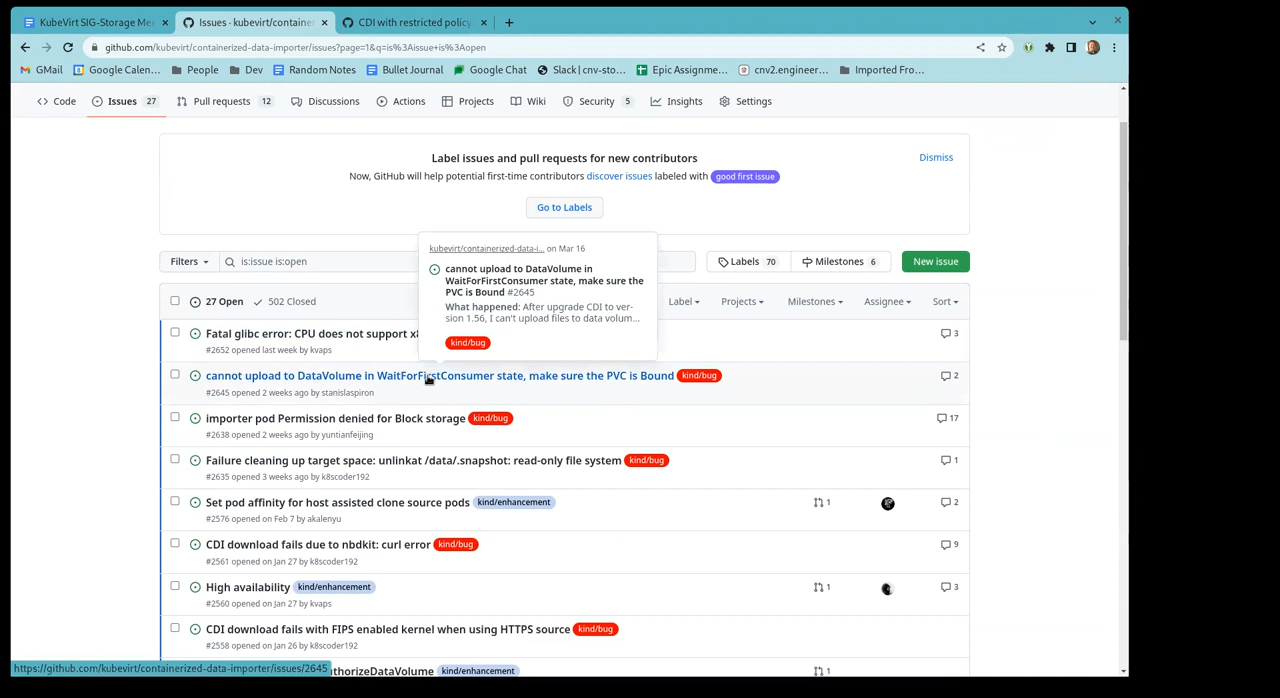 KubeVirt SIG-Storage Me
Issues · kubevirt/container
CDI with restricted policy
github.com/kubevirt/containerized-data-importer/issues?page=1&q=is%3Aissue+is%3Aopen
GMail
Google Calen...
People
Dev
Random Notes
Bullet Journal
Google Chat
Slack | cnv-sto...
Epic Assignme...
cnv2.engineer...
Imported Fro...
Code
Issues 27
Pull requests 12
Discussions
Actions
Projects
Wiki
Security 5
Insights
Settings
Label issues and pull requests for new contributors
Dismiss
Now, GitHub will help potential first-time contributors discover issues labeled with good first issue
Go to Labels
kubevirt/containerized-data-i... on Mar 16
cannot upload to DataVolume in
WaitForFirstConsumer state, make sure the
PVC is Bound #2645
What happened: After upgrade CDI to ver-
sion 1.56, I can't upload files to data volum...
kind/bug
Filters
is:issue is:open
Labels 70
Milestones 6
New issue
27 Open
502 Closed
Label
Projects
Milestones
Assignee
Sort
Fatal glibc error: CPU does not support x8
3
#2652 opened last week by kvaps
cannot upload to DataVolume in WaitForFirstConsumer state, make sure the PVC is Bound kind/bug
2
#2645 opened 2 weeks ago by stanislaspiron
importer pod Permission denied for Block storage kind/bug
17
#2638 opened 2 weeks ago by yuntianfeijing
Failure cleaning up target space: unlinkat /data/.snapshot: read-only file system kind/bug
1
#2635 opened 3 weeks ago by k8scoder192
Set pod affinity for host assisted clone source pods kind/enhancement
1
2
#2576 opened on Feb 7 by akalenyu
CDI download fails due to nbdkit: curl error kind/bug
9
#2561 opened on Jan 27 by k8scoder192
High availability kind/enhancement
1
3
#2560 opened on Jan 27 by kvaps
CDI download fails with FIPS enabled kernel when using HTTPS source kind/bug
#2558 opened on Jan 26 by k8scoder192
https://github.com/kubevirt/containerized-data-importer/issues/2645
uthorizeDataVolume kind/enhancement
1